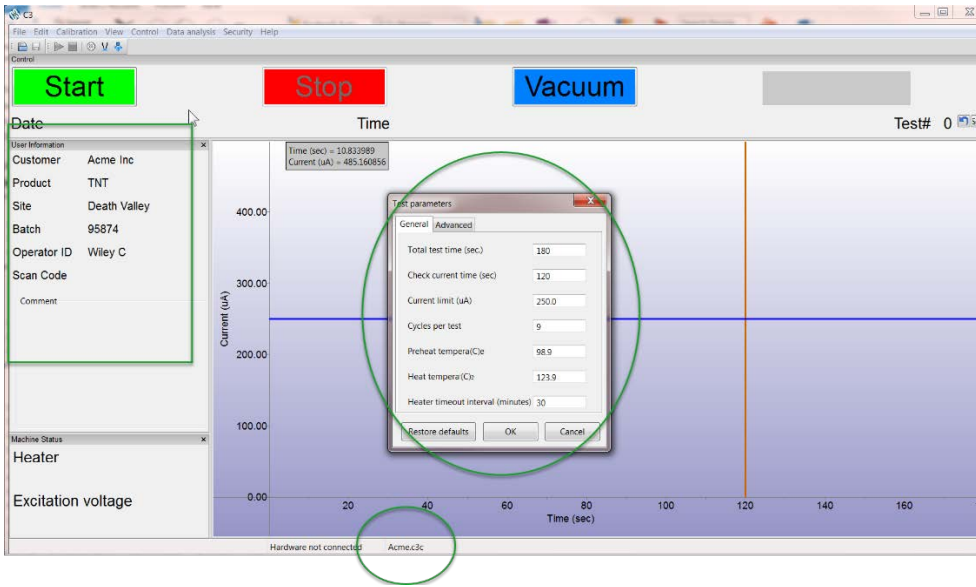 C3
File Edit Calibration View Control Data analysis Security Help
Control
Start Stop Vacuum
Date Time Test# 0
User Information
Customer Acme Inc
Product TNT
Site Death Valley
Batch 95874
Operator ID Wiley C
Scan Code
Comment
Machine Status
Heater
Excitation voltage
Time (sec) = 10.833989
Current (uA) = 485.160856
Current (uA)
400.00
300.00
200.00
100.00
0.00
20 40 60 80 100 120 140 160
Time (sec)
Test parameters
General Advanced
Total test time (sec.) 180
Check current time (sec) 120
Current limit (uA) 250.0
Cycles per test 9
Preheat tempera(C)e 98.9
Heat tempera(C)e 123.9
Heater timeout interval (minutes) 30
Restore defaults OK Cancel
Hardware not connected Acme.c3c